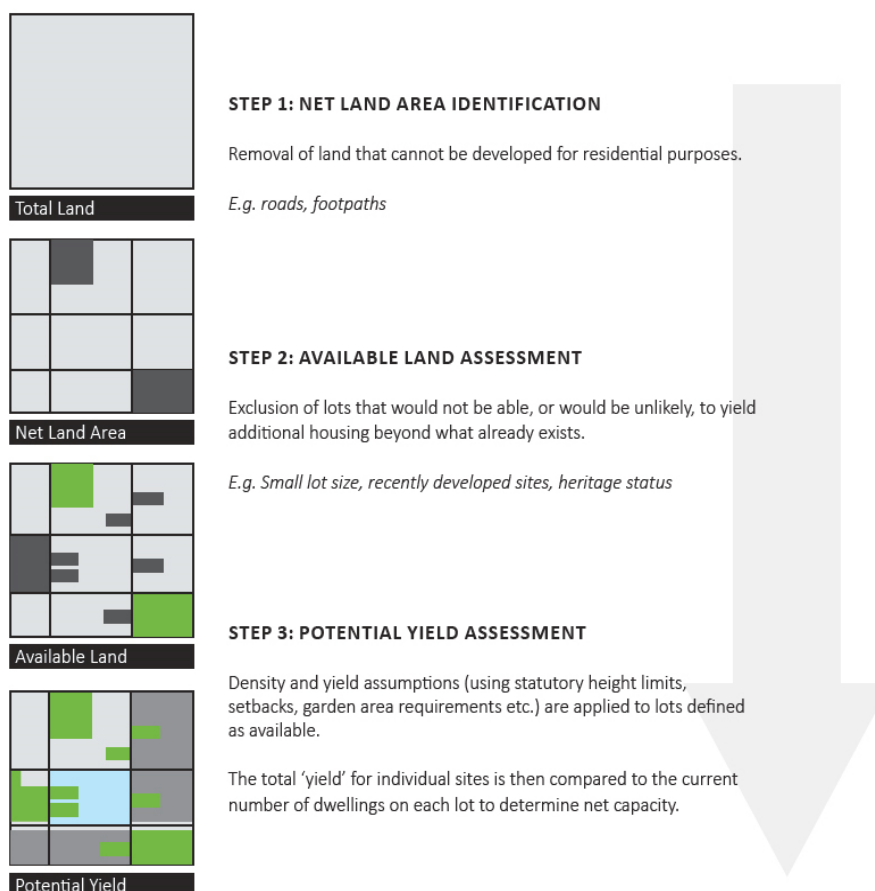 Total Land
STEP 1: NET LAND AREA IDENTIFICATION
Removal of land that cannot be developed for residential purposes.
E.g. roads, footpaths
Net Land Area
STEP 2: AVAILABLE LAND ASSESSMENT
Exclusion of lots that would not be able, or would be unlikely, to yield
additional housing beyond what already exists.
E.g. Small lot size, recently developed sites, heritage status
Available Land
STEP 3: POTENTIAL YIELD ASSESSMENT
Density and yield assumptions (using statutory height limits,
setbacks, garden area requirements etc.) are applied to lots defined
as available.
The total ‘yield’ for individual sites is then compared to the current
number of dwellings on each lot to determine net capacity.
Potential Yield